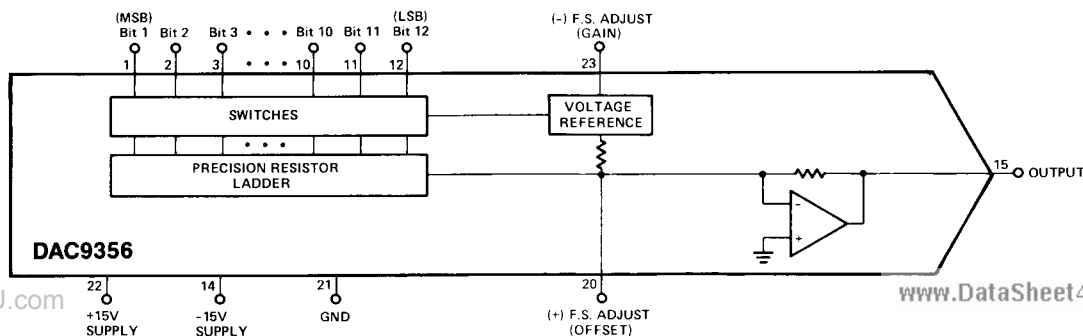 (MSB) (LSB) (-) F.S. ADJUST
Bit 1 Bit 2 Bit 3 • • • Bit 10 Bit 11 Bit 12 (GAIN)
1 2 3 • • • 10 11 12 23
SWITCHES
VOLTAGE
REFERENCE
• • •
PRECISION RESISTOR
LADDER
15 OUTPUT
-
+
DAC9356
22 14 21 20
+15V
SUPPLY
-15V
SUPPLY
GND
(+) F.S. ADJUST
(OFFSET)
U.com
www.DataSheet4